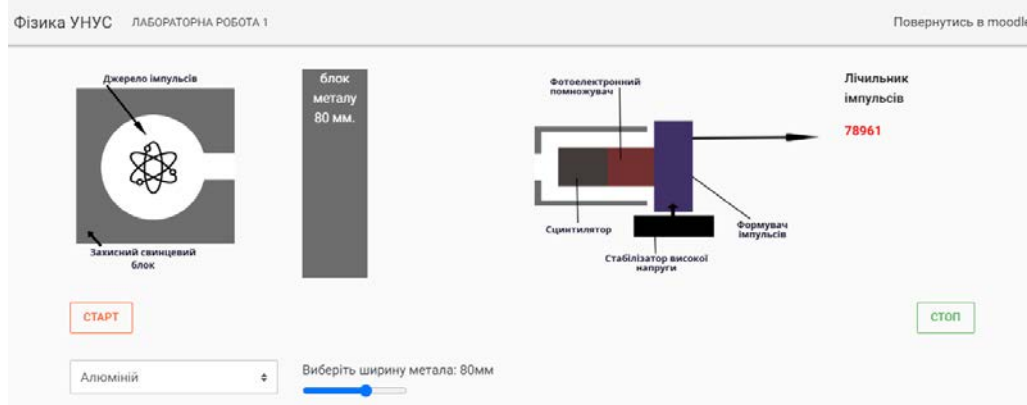 Фізика УНУС
ЛАБОРАТОРНА РОБОТА 1
Повернутись в moodle
Джерело імпульсів
блок
металу
80 мм.
Захисний свинцевий
блок
Фотоелектронний
помножувач
Сцинтилятор
Стабілізатор високої
напруги
Формувач
імпульсів
Лічильник
імпульсів
78961
СТАРТ
СТОП
Алюміній
Виберіть ширину метала: 80мм